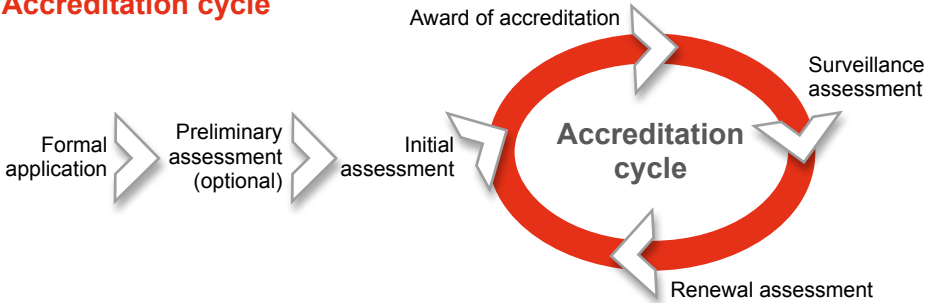 Accreditation cycle
Award of accreditation
Surveillance
assessment
Formal
application
Preliminary
assessment
(optional)
Initial
assessment
Accreditation
cycle
Renewal assessment